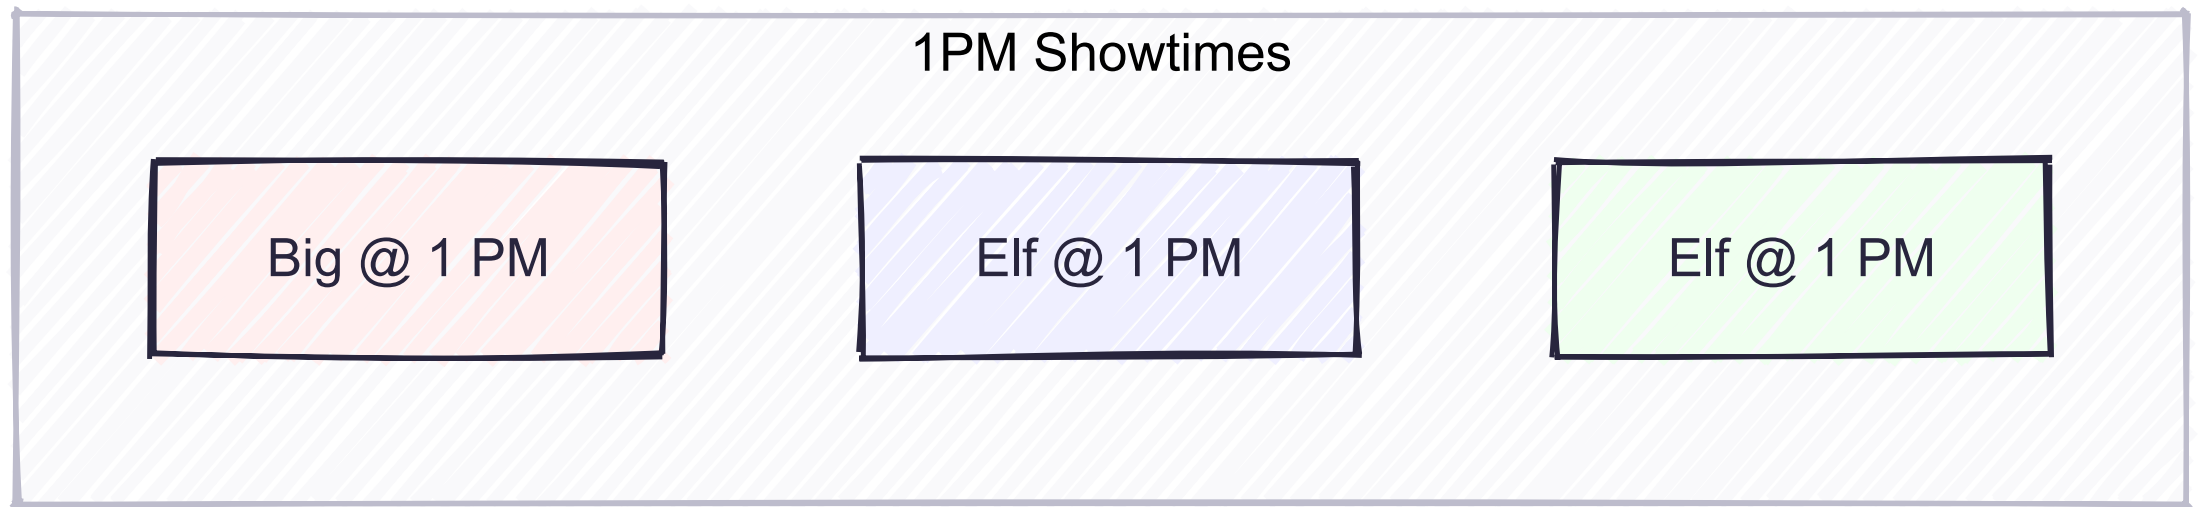 1PM Showtimes
Big @ 1 PM
Elf @ 1 PM
Elf @ 1 PM